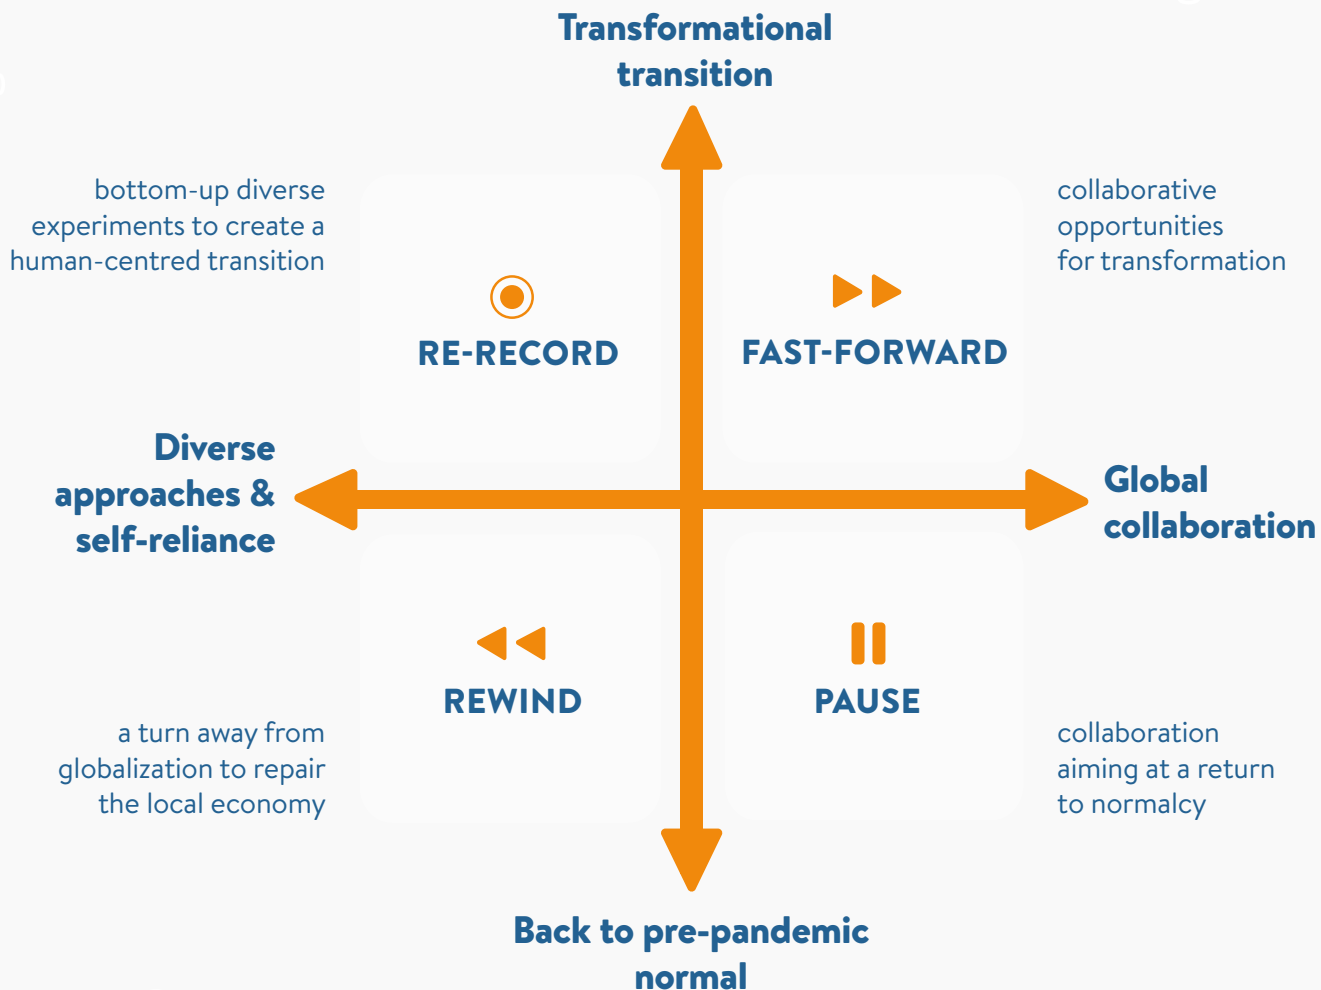 Transformational
transition
bottom-up diverse
experiments to create a
human-centred transition
RE-RECORD
FAST-FORWARD
collaborative
opportunities
for transformation
Diverse
approaches &
self-reliance
Global
collaboration
REWIND
PAUSE
a turn away from
globalization to repair
the local economy
collaboration
aiming at a return
to normalcy
Back to pre-pandemic
normal